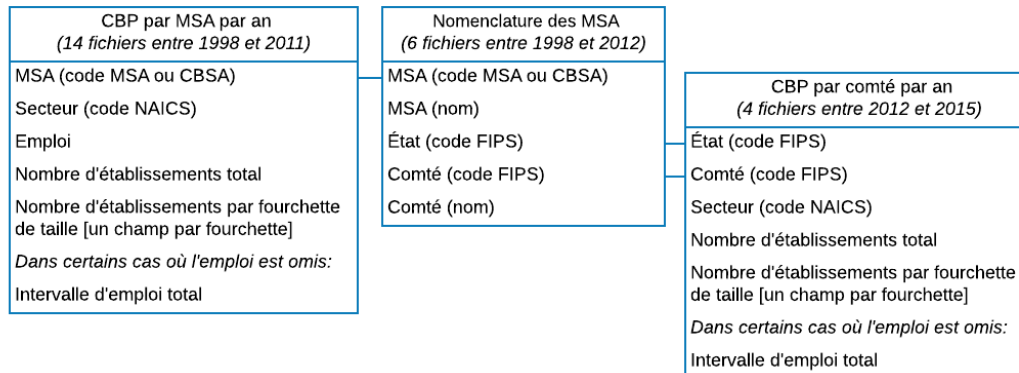 CBP par MSA par an
(14 fichiers entre 1998 et 2011)
MSA (code MSA ou CBSA)
Secteur (code NAICS)
Emploi
Nombre d'établissements total
Nombre d'établissements par fourchette
de taille [un champ par fourchette]
Dans certains cas où l'emploi est omis:
Intervalle d'emploi total
Nomenclature des MSA
(6 fichiers entre 1998 et 2012)
MSA (code MSA ou CBSA)
MSA (nom)
État (code FIPS)
Comté (code FIPS)
Comté (nom)
CBP par comté par an
(4 fichiers entre 2012 et 2015)
État (code FIPS)
Comté (code FIPS)
Secteur (code NAICS)
Nombre d'établissements total
Nombre d'établissements par fourchette
de taille [un champ par fourchette]
Dans certains cas où l'emploi est omis:
Intervalle d'emploi total